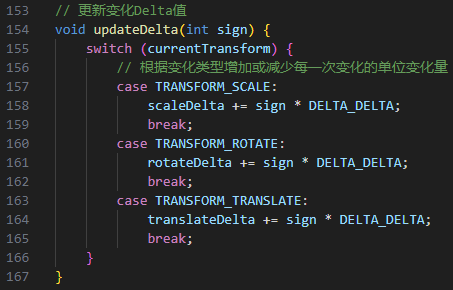 153 // 更新变化Delta值
154 void updateDelta(int sign) {
155     switch (currentTransform) {
156         // 根据变化类型增加或减少每一次变化的单位变化量
157         case TRANSFORM_SCALE:
158             scaleDelta += sign * DELTA_DELTA;
159             break;
160         case TRANSFORM_ROTATE:
161             rotateDelta += sign * DELTA_DELTA;
162             break;
163         case TRANSFORM_TRANSLATE:
164             translateDelta += sign * DELTA_DELTA;
165             break;
166     }
167 }